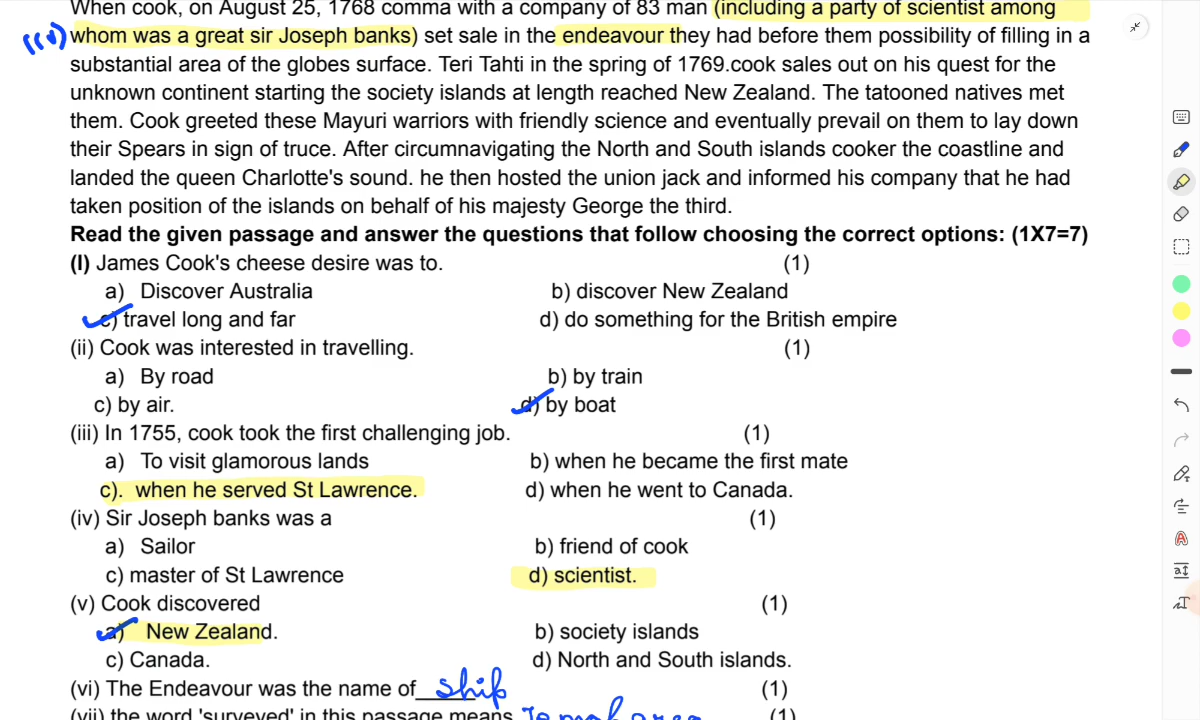 When cook, on August 25, 1768 comma with a company of 83 man (including a party of scientist among
(iv) whom was a great sir Joseph banks) set sale in the endeavour they had before them possibility of filling in a
substantial area of the globes surface. Teri Tahti in the spring of 1769.cook sales out on his quest for the
unknown continent starting the society islands at length reached New Zealand. The tatooned natives met
them. Cook greeted these Mayuri warriors with friendly science and eventually prevail on them to lay down
their Spears in sign of truce. After circumnavigating the North and South islands cooker the coastline and
landed the queen Charlotte's sound. he then hosted the union jack and informed his company that he had
taken position of the islands on behalf of his majesty George the third.
Read the given passage and answer the questions that follow choosing the correct options: (1X7=7)
(I) James Cook's cheese desire was to. (1)
a) Discover Australia b) discover New Zealand
c) travel long and far d) do something for the British empire
(ii) Cook was interested in travelling. (1)
a) By road b) by train
c) by air. d) by boat
(iii) In 1755, cook took the first challenging job. (1)
a) To visit glamorous lands b) when he became the first mate
c). when he served St Lawrence. d) when he went to Canada.
(iv) Sir Joseph banks was a (1)
a) Sailor b) friend of cook
c) master of St Lawrence d) scientist.
(v) Cook discovered (1)
a) New Zealand. b) society islands
c) Canada. d) North and South islands.
(vi) The Endeavour was the name of ship (1)
(vii) the word 'surveyed' in this passage means To map area (1)